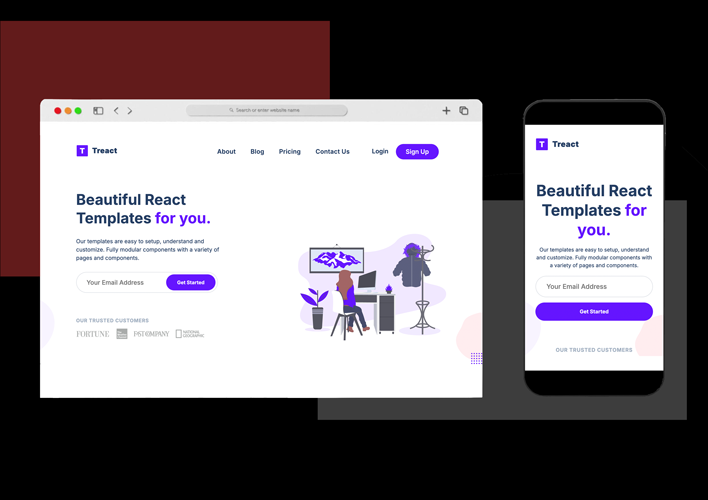 Search or enter website name
T Treact
About Blog Pricing Contact Us Login Sign Up
Beautiful React
Templates for you.
Our templates are easy to setup, understand and
customize. Fully modular components with a variety of
pages and components.
Your Email Address Get Started
OUR TRUSTED CUSTOMERS
FORTUNE
FAST COMPANY
NATIONAL
GEOGRAPHIC
T Treact
Beautiful React
Templates for
you.
Our templates are easy to setup, understand
and customize. Fully modular components with
a variety of pages and components.
Your Email Address
Get Started
OUR TRUSTED CUSTOMERS